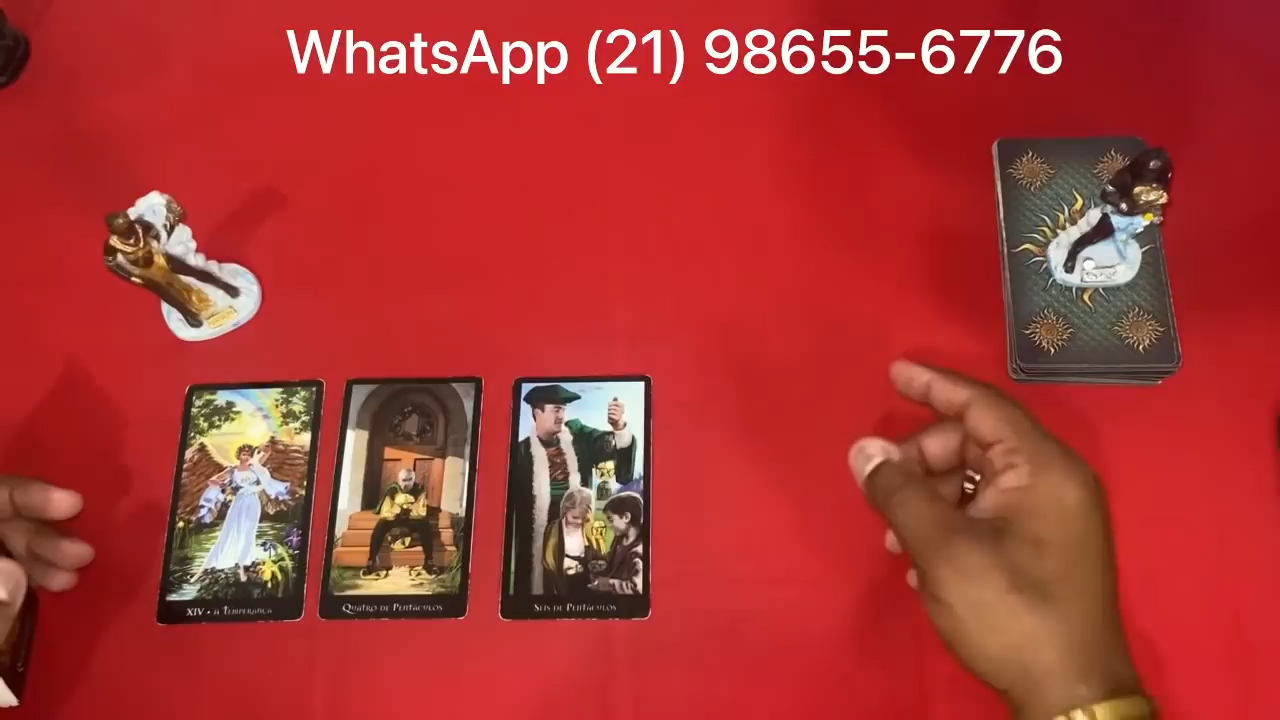 WhatsApp (21) 98655-6776
XIV • A Temperança
Quatro de Pentáculos
Seis de Pentáculos